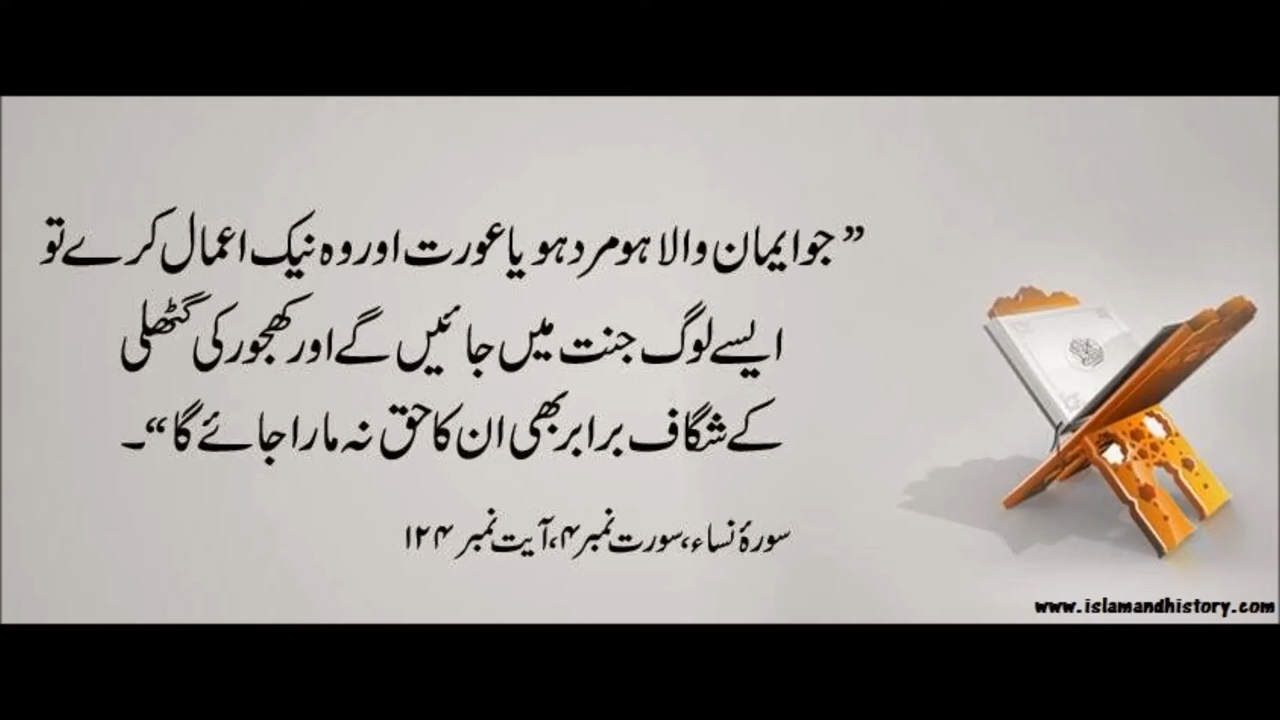 ”جو ایمان والا ہو مرد ہو یا عورت اور وہ نیک اعمال کرے تو
ایسے لوگ جنت میں جائیں گے اور کھجور کی گٹھلی
کے شگاف برابر بھی ان کا حق نہ مارا جائے گا“۔
سورۂ نساء، سورت نمبر ۴، آیت نمبر ۱۲۴
www.islamandhistory.com